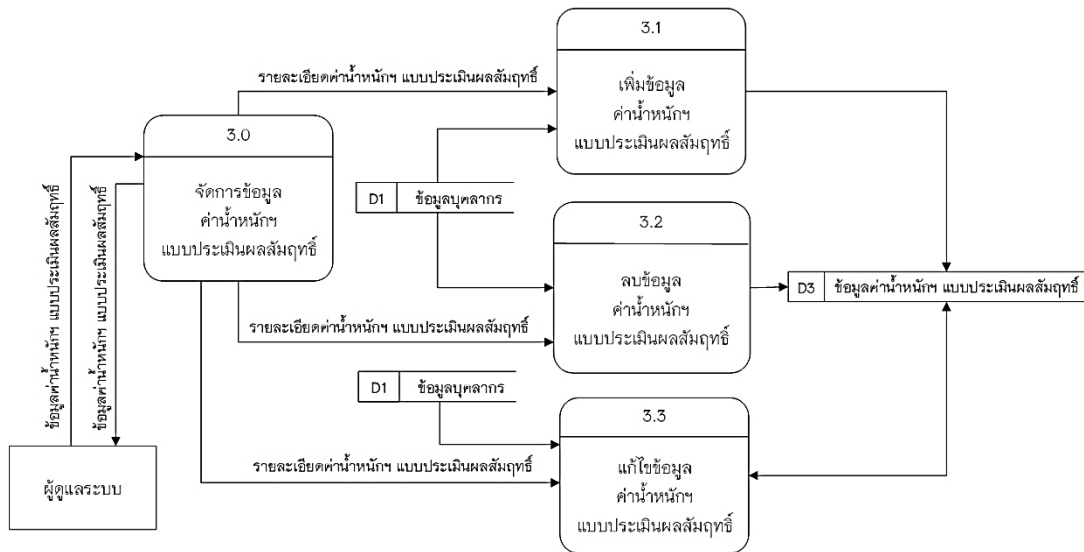 3.1
เพิ่มข้อมูล
ค่าน้ำหนักฯ
แบบประเมินผลสัมฤทธิ์
รายละเอียดค่าน้ำหนักฯ แบบประเมินผลสัมฤทธิ์
3.0
จัดการข้อมูล
ค่าน้ำหนักฯ
แบบประเมินผลสัมฤทธิ์
ข้อมูลค่าน้ำหนักฯ แบบประเมินผลสัมฤทธิ์
ข้อมูลค่าน้ำหนักฯ แบบประเมินผลสัมฤทธิ์
D1 ข้อมูลบุคลากร
3.2
ลบข้อมูล
ค่าน้ำหนักฯ
แบบประเมินผลสัมฤทธิ์
D3 ข้อมูลค่าน้ำหนักฯ แบบประเมินผลสัมฤทธิ์
รายละเอียดค่าน้ำหนักฯ แบบประเมินผลสัมฤทธิ์
D1 ข้อมูลบุคลากร
3.3
แก้ไขข้อมูล
ค่าน้ำหนักฯ
แบบประเมินผลสัมฤทธิ์
รายละเอียดค่าน้ำหนักฯ แบบประเมินผลสัมฤทธิ์
ผู้ดูแลระบบ